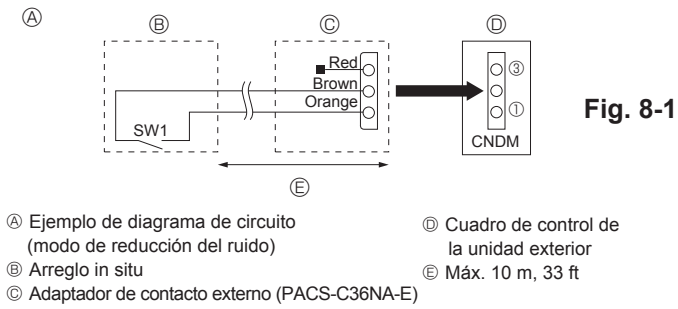 Ⓐ
Ⓑ
Ⓒ
Ⓓ
Red
Brown
Orange
SW1
③
①
CNDM
Fig. 8-1
Ⓔ
Ⓐ Ejemplo de diagrama de circuito
(modo de reducción del ruido)
Ⓑ Arreglo in situ
Ⓒ Adaptador de contacto externo (PACS-C36NA-E)
Ⓓ Cuadro de control de
la unidad exterior
Ⓔ Máx. 10 m, 33 ft